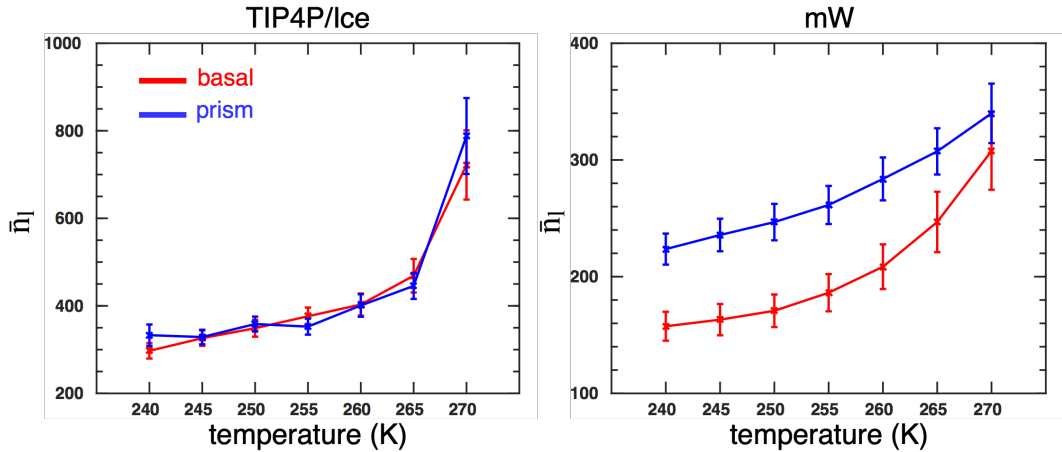 TIP4P/Ice
1000
800
600
400
200
n̄l
basal
prism
240 245 250 255 260 265 270
temperature (K)
mW
400
300
200
100
n̄l
240 245 250 255 260 265 270
temperature (K)